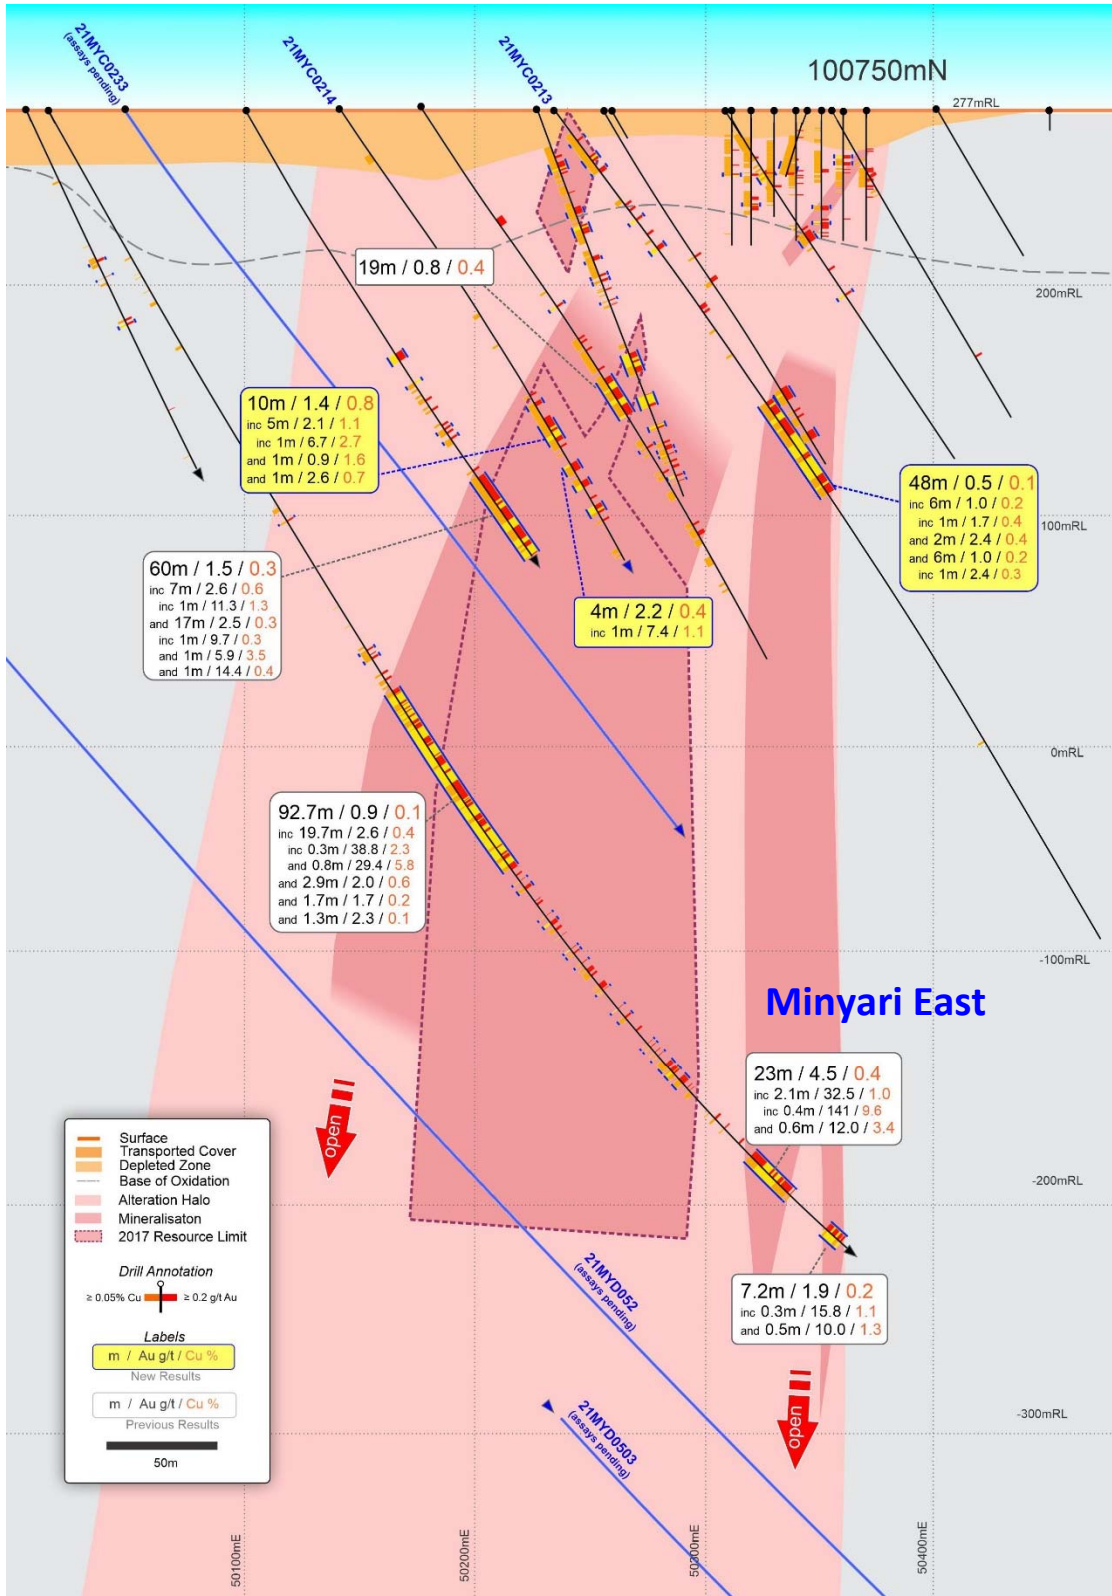 21MYC0233
(assays pending)
21MYC0214
21MYC0213
100750mN
277mRL
19m / 0.8 / 0.4
200mRL
10m / 1.4 / 0.8
inc 5m / 2.1 / 1.1
inc 1m / 6.7 / 2.7
and 1m / 0.9 / 1.6
and 1m / 2.6 / 0.7
48m / 0.5 / 0.1
inc 6m / 1.0 / 0.2
inc 1m / 1.7 / 0.4
and 2m / 2.4 / 0.4
and 6m / 1.0 / 0.2
inc 1m / 2.4 / 0.3
100mRL
60m / 1.5 / 0.3
inc 7m / 2.6 / 0.6
inc 1m / 11.3 / 1.3
and 17m / 2.5 / 0.3
inc 1m / 9.7 / 0.3
and 1m / 5.9 / 3.5
and 1m / 14.4 / 0.4
4m / 2.2 / 0.4
inc 1m / 7.4 / 1.1
0mRL
92.7m / 0.9 / 0.1
inc 19.7m / 2.6 / 0.4
inc 0.3m / 38.8 / 2.3
and 0.8m / 29.4 / 5.8
and 2.9m / 2.0 / 0.6
and 1.7m / 1.7 / 0.2
and 1.3m / 2.3 / 0.1
-100mRL
Minyari East
23m / 4.5 / 0.4
inc 2.1m / 32.5 / 1.0
inc 0.4m / 141 / 9.6
and 0.6m / 12.0 / 3.4
open
-200mRL
7.2m / 1.9 / 0.2
inc 0.3m / 15.8 / 1.1
and 0.5m / 10.0 / 1.3
21MYD052
(assays pending)
open
-300mRL
21MYD0503
(assays pending)
Surface
Transported Cover
Depleted Zone
Base of Oxidation
Alteration Halo
Mineralisaton
2017 Resource Limit
Drill Annotation
≥ 0.05% Cu
≥ 0.2 g/t Au
Labels
m / Au g/t / Cu %
New Results
m / Au g/t / Cu %
Previous Results
50m
50100mE
50200mE
50300mE
50400mE